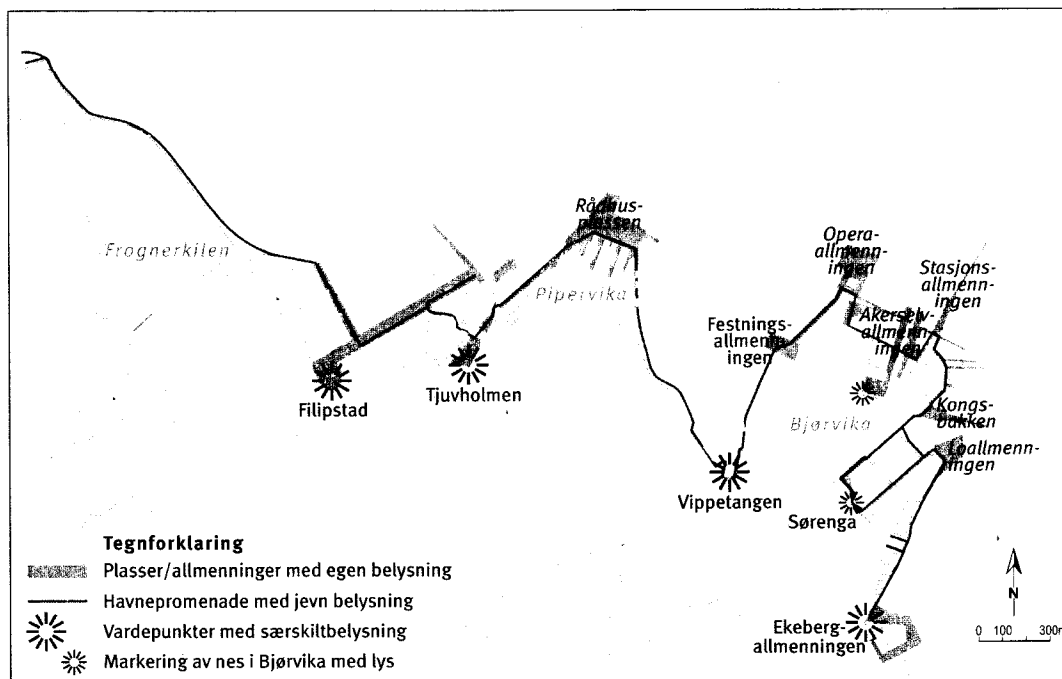 Frognerkilen
Rådhus-
plassen
Pipervika
Opera-
allmenn-
ingen
Stasjons-
allmenn-
ingen
Akerselv-
allmenn-
ingen
Festnings-
allmenn-
ingen
Filipstad
Tjuvholmen
Bjørvika
Kongs-
bakken
Loallmenn-
ingen
Vippetangen
Sørenga
Ekeberg-
allmenningen
N
0 100 300m
Tegnforklaring
Plasser/allmenninger med egen belysning
Havnepromenade med jevn belysning
Vardepunkter med særskiltbelysning
Markering av nes i Bjørvika med lys